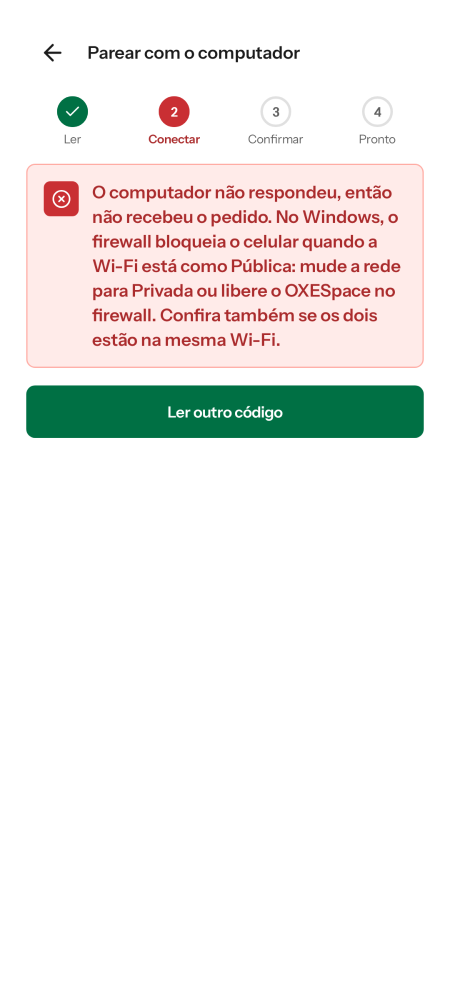 Parear com o computador
2
3
4
Ler
Conectar
Confirmar
Pronto
O computador não respondeu, então
não recebeu o pedido. No Windows, o
firewall bloqueia o celular quando a
Wi-Fi está como Pública: mude a rede
para Privada ou libere o OXESpace no
firewall. Confira também se os dois
estão na mesma Wi-Fi.
Ler outro código